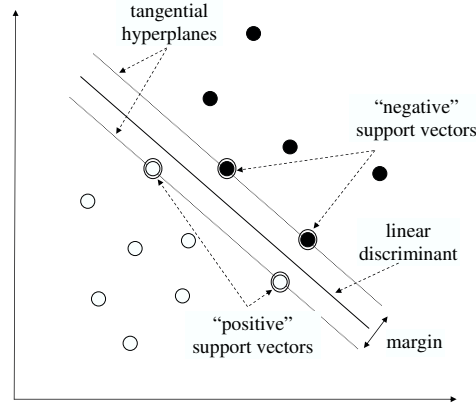 tangential
hyperplanes
“negative”
support vectors
linear
discriminant
“positive”
support vectors
margin